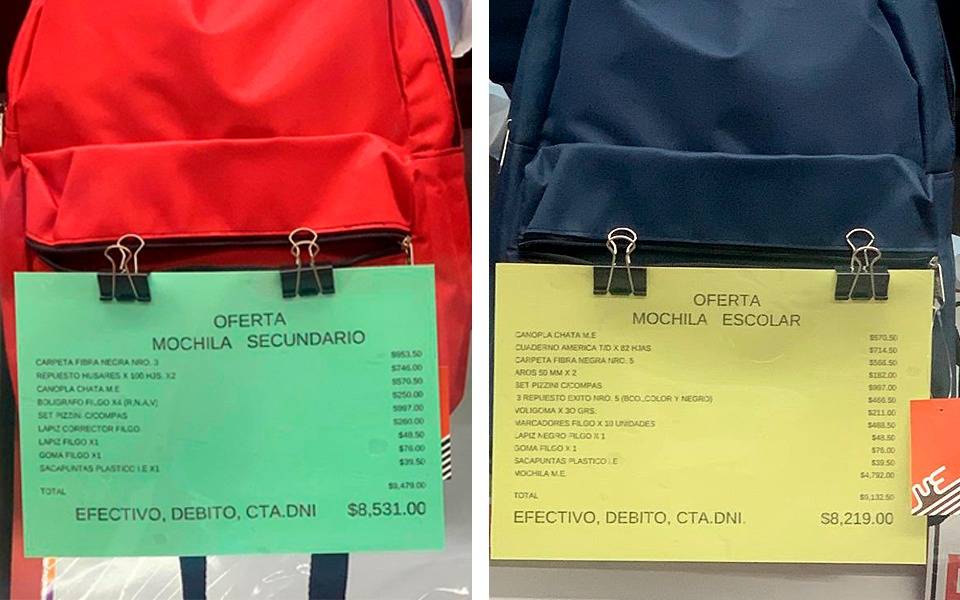 OFERTA
MOCHILA SECUNDARIO
CARPETA FIBRA NEGRA NRO. 3 $953.50
REPUESTO HUSARES X 100 HJS. X2 $746.00
CANOPLA CHATA M.E $570.50
BOLIGRAFO FILGO X4 (R,N,A,V) $250.00
SET PIZZINI C/COMPAS $997.00
LAPIZ CORRECTOR FILGO $260.00
LAPIZ FILGO X1 $48.50
GOMA FILGO X1 $76.00
SACAPUNTAS PLASTICO I.E X1 $39.50
TOTAL $9,479.00
EFECTIVO, DEBITO, CTA.DNI $8,531.00
OFERTA
MOCHILA ESCOLAR
CANOPLA CHATA M.E $570.50
CUADERNO AMERICA T/D X 82 HJAS $714.50
CARPETA FIBRA NEGRA NRO. 5 $566.50
AROS 50 MM X 2 $182.00
SET PIZZINI C/COMPAS $997.00
3 REPUESTO EXITO NRO. 5 (BCO.,COLOR Y NEGRO) $466.50
VOLIGOMA X 30 GRS. $211.00
MARCADORES FILGO X 10 UNIDADES $468.50
LAPIZ NEGRO FILGO X 1 $48.50
GOMA FILGO X 1 $76.00
SACAPUNTAS PLASTICO I.E $39.50
MOCHILA M.E. $4,792.00
TOTAL $9,132.50
EFECTIVO, DEBITO, CTA.DNI. $8,219.00